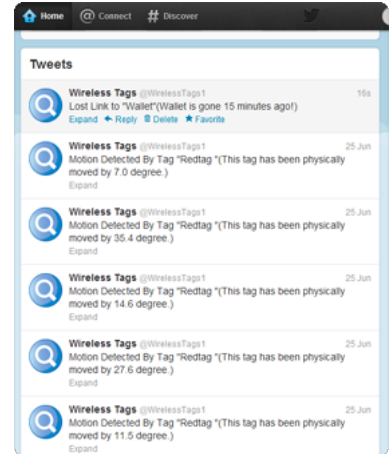 Home @ Connect # Discover
Tweets
Wireless Tags @WirelessTags1 16s
Lost Link to "Wallet"(Wallet is gone 15 minutes ago!)
Expand Reply Delete Favorite
Wireless Tags @WirelessTags1 25 Jun
Motion Detected By Tag "Redtag "(This tag has been physically
moved by 7.0 degree.)
Expand
Wireless Tags @WirelessTags1 25 Jun
Motion Detected By Tag "Redtag "(This tag has been physically
moved by 35.4 degree.)
Expand
Wireless Tags @WirelessTags1 25 Jun
Motion Detected By Tag "Redtag "(This tag has been physically
moved by 14.6 degree.)
Expand
Wireless Tags @WirelessTags1 25 Jun
Motion Detected By Tag "Redtag "(This tag has been physically
moved by 27.6 degree.)
Expand
Wireless Tags @WirelessTags1 25 Jun
Motion Detected By Tag "Redtag "(This tag has been physically
moved by 11.5 degree.)
Expand